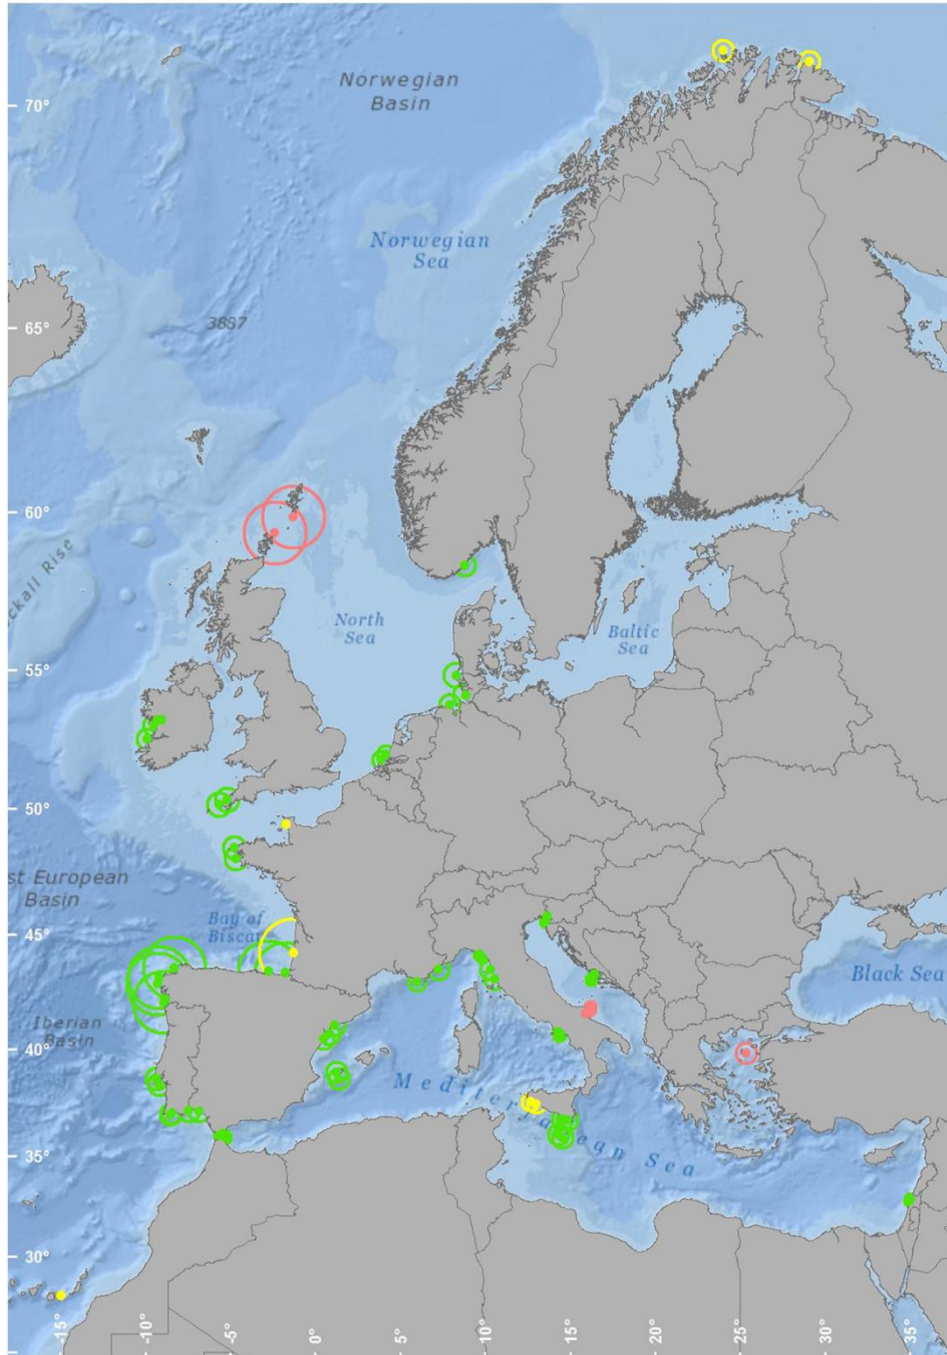 Norwegian
Basin
70°
Norwegian
Sea
3887
65°
60°
ckall Rise
North
Sea
Baltic
Sea
55°
50°
st European
Basin
Bay of
Biscay
45°
Black Sea
Iberian
Basin
40°
Mediterranean Sea
35°
30°
-15°
-10°
-5°
0°
5°
10°
15°
20°
25°
30°
35°